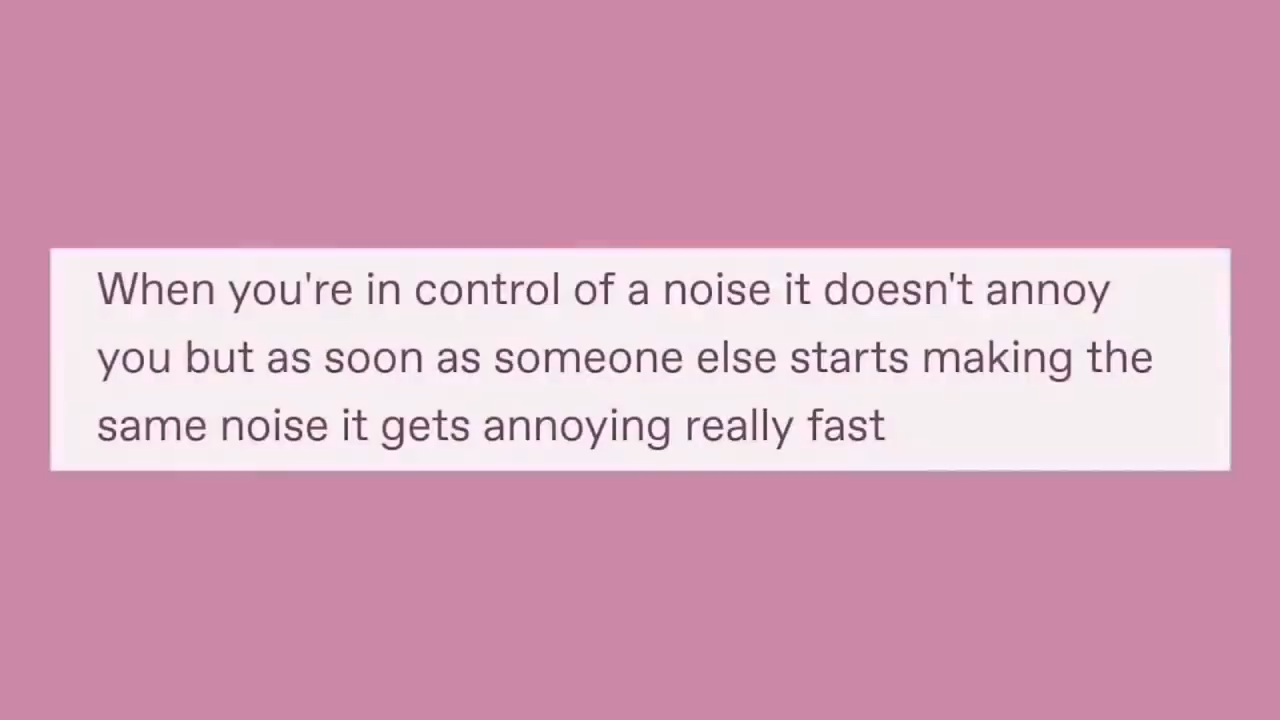 When you're in control of a noise it doesn't annoy
you but as soon as someone else starts making the
same noise it gets annoying really fast